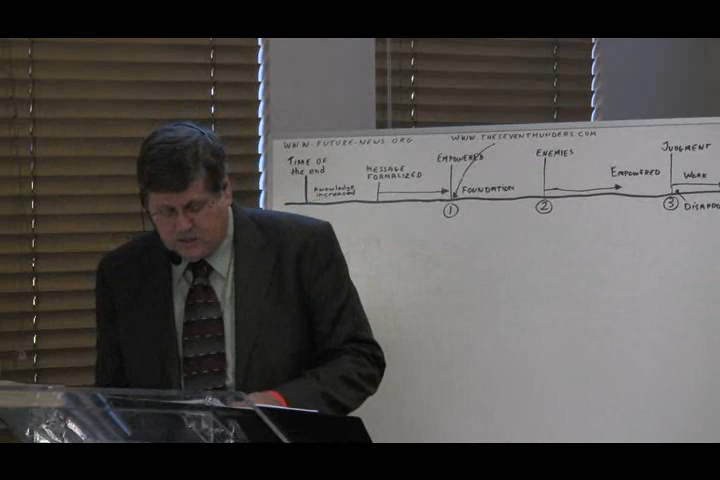 WWW.FUTURE-NEWS.ORG
WWW.THESEVENTHUNDERS.COM
TIME OF the end
Knowledge increased
MESSAGE FORMALIZED
EMPOWERED
FOUNDATION
ENEMIES
EMPOWERED
JUDGMENT
WORK
DISAPPO
1
2
3